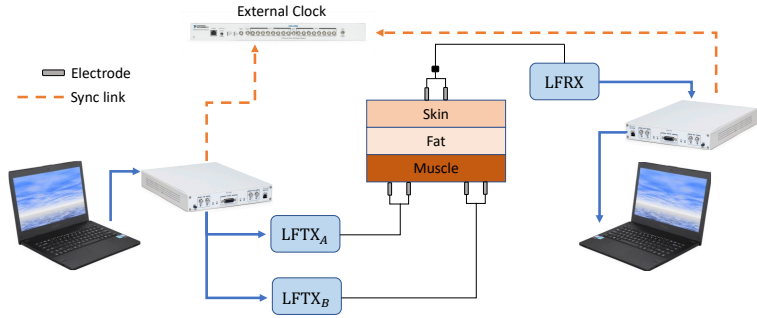 External Clock
Electrode
Sync link
LFRX
Skin
Fat
Muscle
LFTX_A
LFTX_B